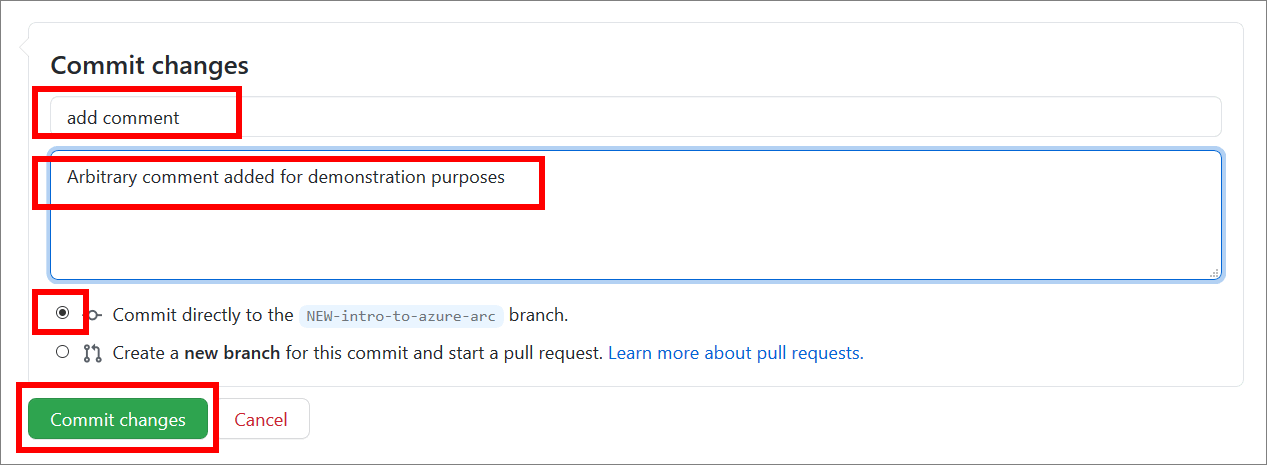 Commit changes
add comment
Arbitrary comment added for demonstration purposes
Commit directly to the NEW-intro-to-azure-arc branch.
Create a new branch for this commit and start a pull request. Learn more about pull requests.
Commit changes Cancel